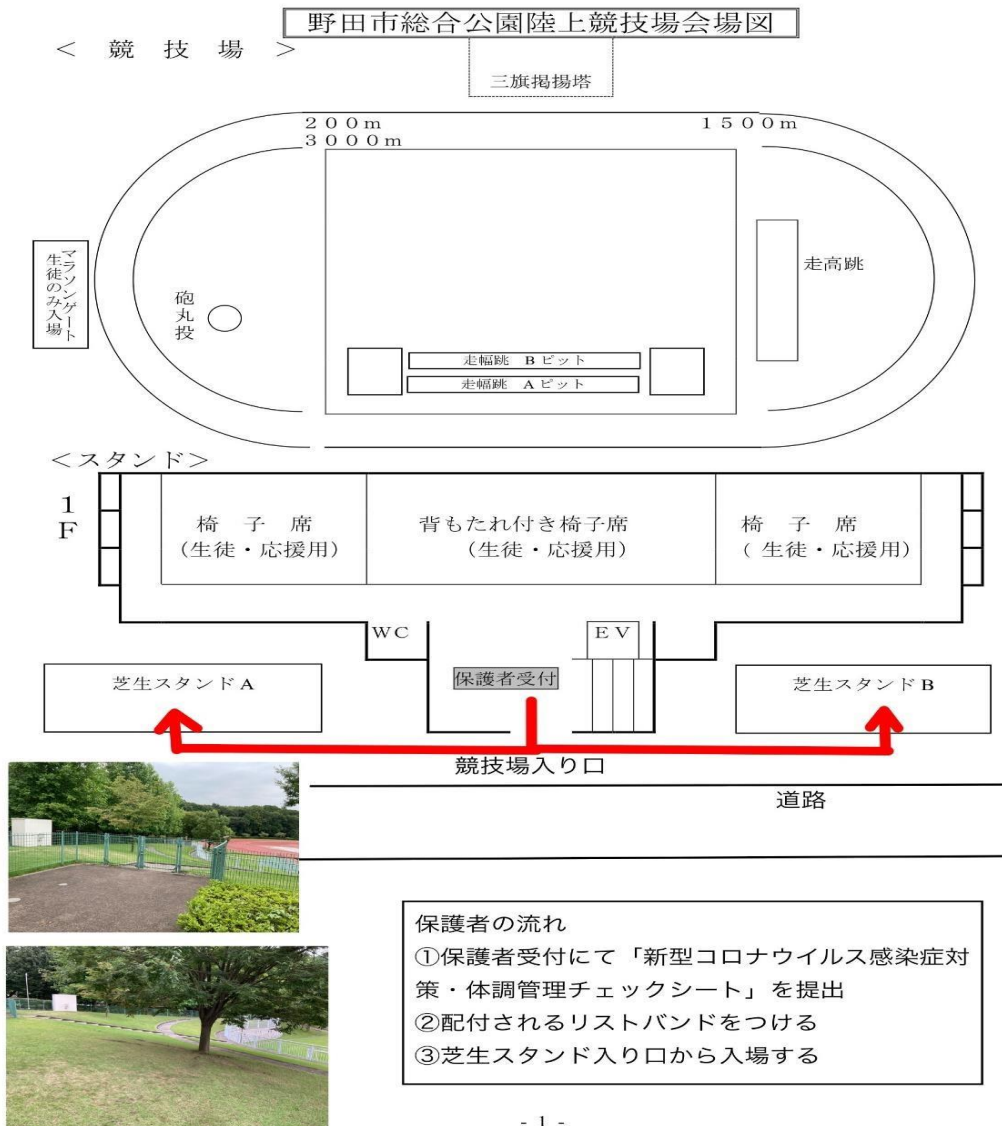 野田市総合公園陸上競技場会場図
＜　競　技　場　＞
三旗掲揚塔
200m
3000m
1500m
マラソンゲート
生徒のみ入場
砲丸投
走高跳
走幅跳　Bピット
走幅跳　Aピット
＜スタンド＞
1F
椅　子　席
(生徒・応援用)
背もたれ付き椅子席
(生徒・応援用)
椅　子　席
( 生徒・応援用)
WC
EV
保護者受付
芝生スタンドA
芝生スタンドB
競技場入り口
道路
保護者の流れ
①保護者受付にて「新型コロナウイルス感染症対
策・体調管理チェックシート」を提出
②配付されるリストバンドをつける
③芝生スタンド入り口から入場する
- 1 -